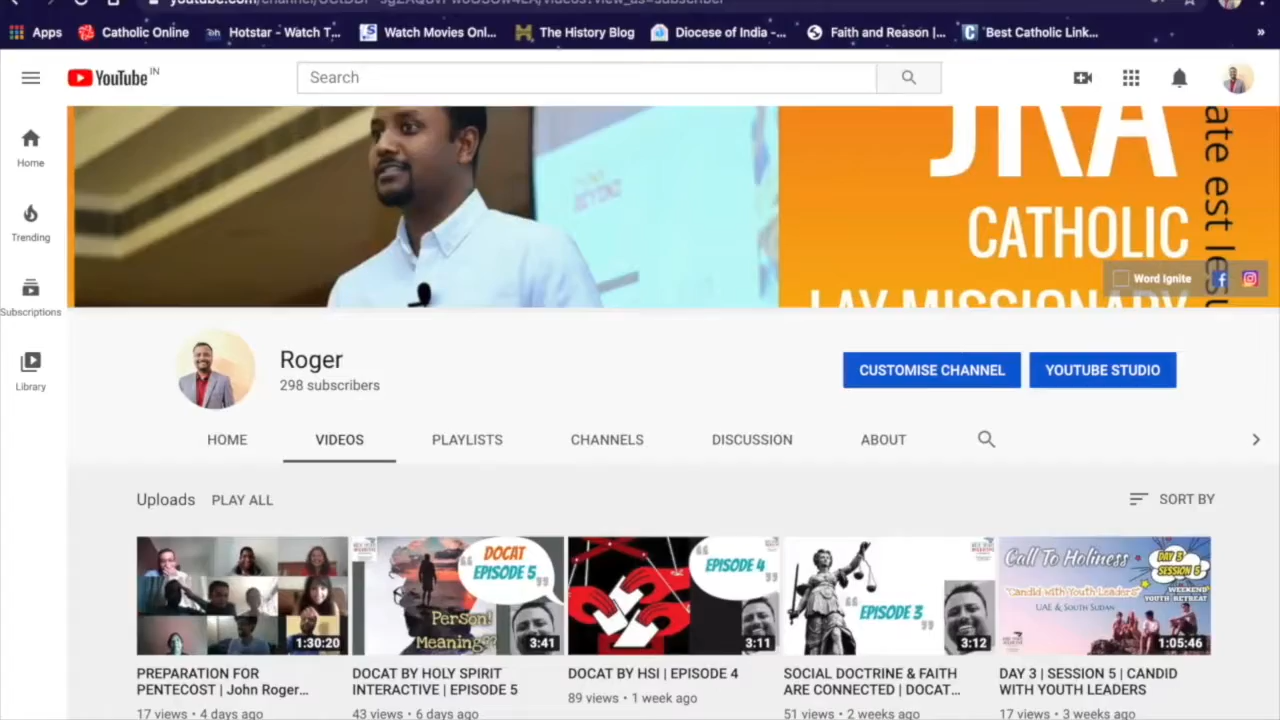 Apps
Catholic Online
Hotstar - Watch T...
Watch Movies Onl...
The History Blog
Diocese of India -...
Faith and Reason |...
'Best Catholic Link...
»
YouTube IN
Search
Home
Trending
Subscriptions
Library
JRA
CATHOLIC
LAY MISSIONARY
Word Ignite
Roger
298 subscribers
CUSTOMISE CHANNEL
YOUTUBE STUDIO
HOME
VIDEOS
PLAYLISTS
CHANNELS
DISCUSSION
ABOUT
Uploads
PLAY ALL
SORT BY
1:30:20
PREPARATION FOR
PENTECOST | John Roger...
17 views • 4 days ago
DOCAT
EPISODE 5
Person!
Meaning??
3:41
DOCAT BY HOLY SPIRIT
INTERACTIVE | EPISODE 5
43 views • 6 days ago
EPISODE 4
3:11
DOCAT BY HSI | EPISODE 4
89 views • 1 week ago
EPISODE 3
3:12
SOCIAL DOCTRINE & FAITH
ARE CONNECTED | DOCAT...
51 views • 2 weeks ago
Call To Holiness
"Candid with Youth Leaders"
UAE & South Sudan
DAY 3
SESSION 5
WEEKEND
YOUTH RETREAT
1:05:46
DAY 3 | SESSION 5 | CANDID
WITH YOUTH LEADERS
17 views • 3 weeks ago